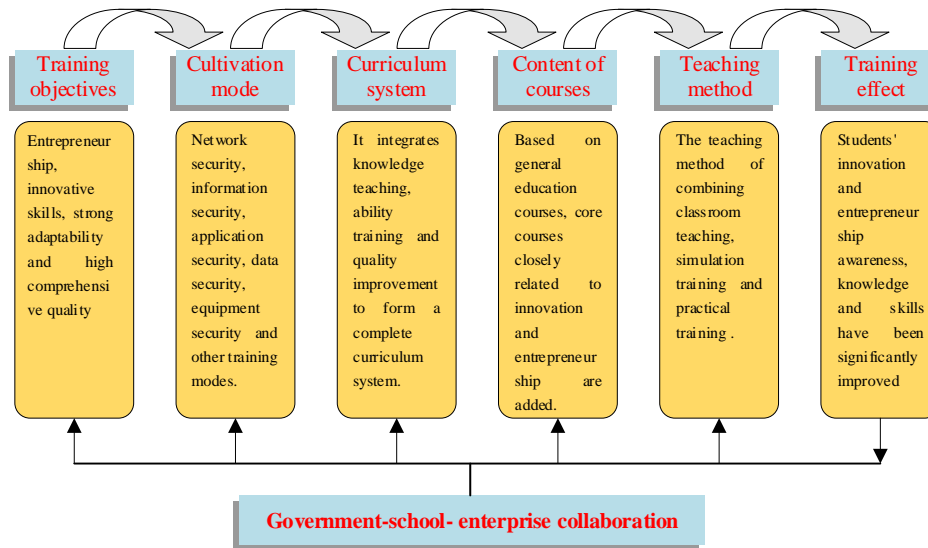 Training
objectives
Cultivation
mode
Curriculum
system
Content of
courses
Teaching
method
Training
effect
Entrepreneur
ship,
innovative
skills, strong
adaptability
and high
comprehensi
ve quality
Network
security,
information
security,
application
security, data
security,
equipment
security and
other training
modes.
It integrates
knowledge
teaching,
ability
training and
quality
improvement
to form a
complete
curriculum
system.
Based on
general
education
courses, core
courses
closely
related to
innovation
and
entrepreneur
ship are
added.
The teaching
method of
combining
classroom
teaching,
simulation
training and
practical
training .
Students'
innovation
and
entrepreneur
ship
awareness,
knowledge
and skills
have been
significantly
improved
Government-school- enterprise collaboration